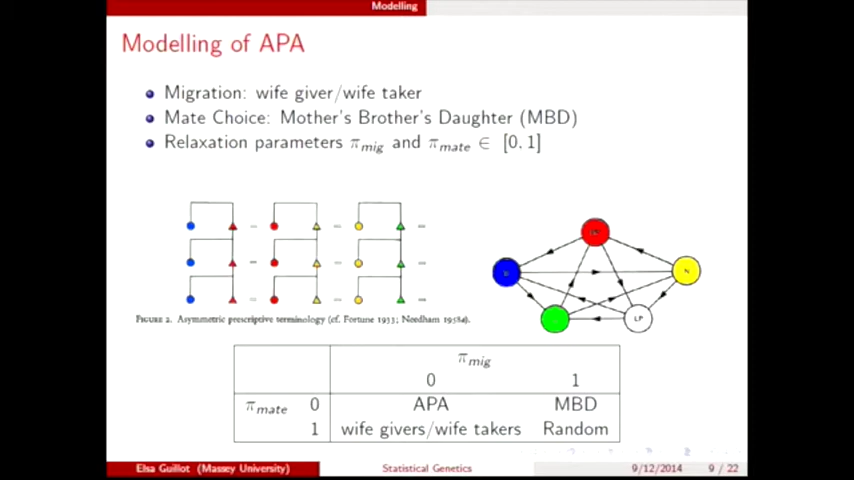 Modelling
Modelling of APA
Migration: wife giver/wife taker
Mate Choice: Mother's Brother's Daughter (MBD)
Relaxation parameters π_mig and π_mate ∈ [0, 1]
N
LP
FIGURE 2. Asymmetric prescriptive terminology (cf. Fortune 1933; Needham 1958a).
π_mig
0 1
π_mate 0 APA MBD
1 wife givers/wife takers Random
Elsa Guillot (Massey University) Statistical Genetics 9/12/2014 9 / 22